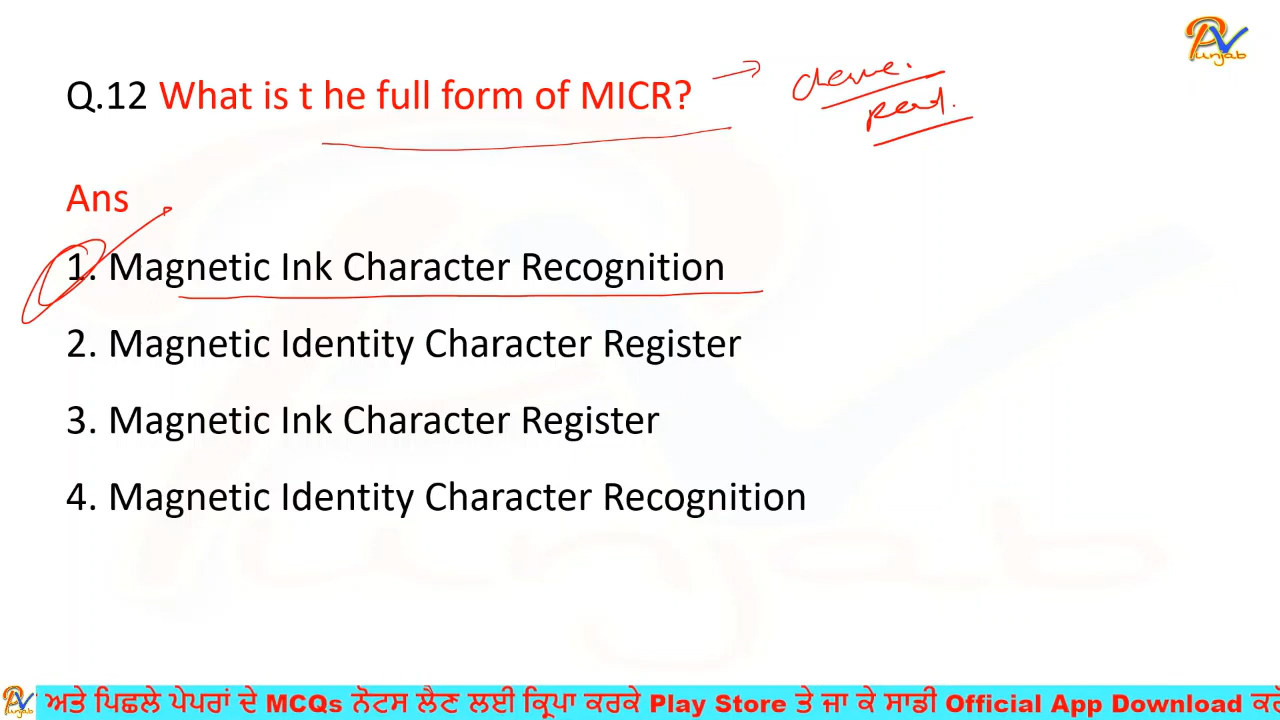 Punjab
Q.12 What is t he full form of MICR?
read.
Ans
1. Magnetic Ink Character Recognition
2. Magnetic Identity Character Register
3. Magnetic Ink Character Register
4. Magnetic Identity Character Recognition
ਅਤੇ ਪਿਛਲੇ ਪੇਪਰਾਂ ਦੇ MCQs ਨੋਟਸ ਲੈਣ ਲਈ ਕ੍ਰਿਪਾ ਕਰਕੇ Play Store ਤੇ ਜਾ ਕੇ ਸਾਡੀ Official App Download